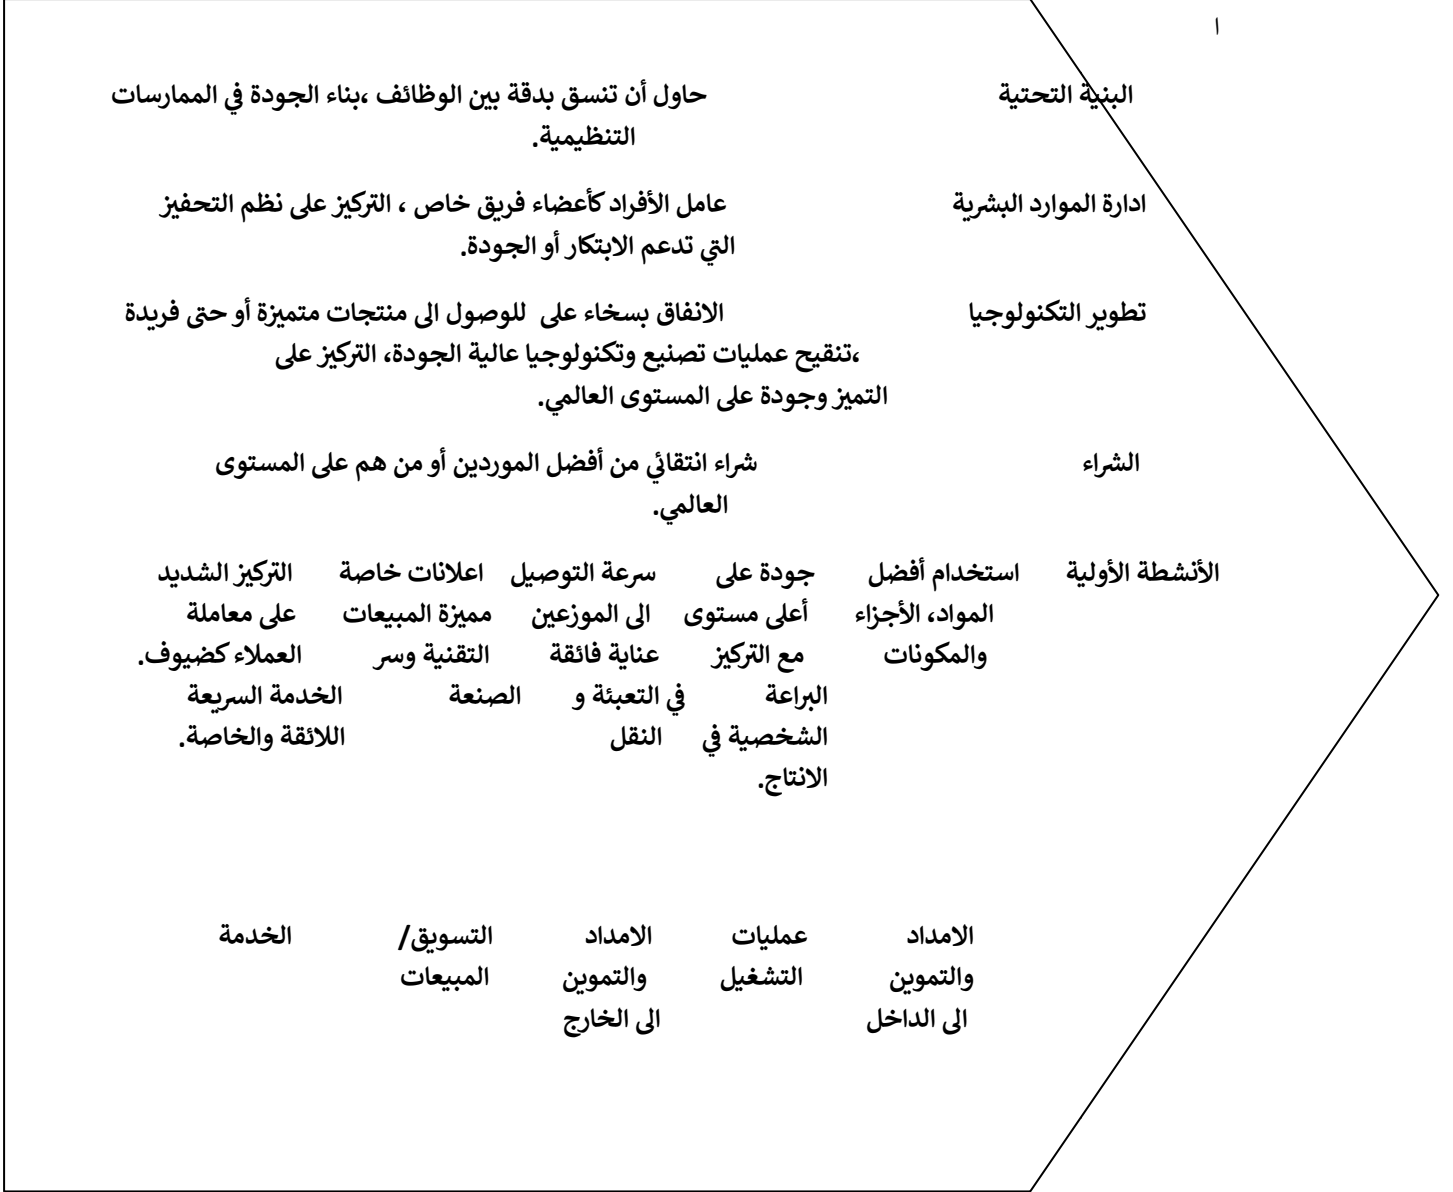 ا
البنية التحتية حاول أن تنسق بدقة بين الوظائف ،بناء الجودة في الممارسات
التنظيمية.
ادارة الموارد البشرية عامل الأفراد كأعضاء فريق خاص ، التركيز على نظم التحفيز
التي تدعم الابتكار أو الجودة.
تطوير التكنولوجيا الانفاق بسخاء على للوصول الى منتجات متميزة أو حتى فريدة
،تنقيح عمليات تصنيع وتكنولوجيا عالية الجودة، التركيز على
التميز وجودة على المستوى العالمي.
الشراء شراء انتقائي من أفضل الموردين أو من هم على المستوى
العالمي.
الأنشطة الأولية استخدام أفضل جودة على سرعة التوصيل اعلانات خاصة التركيز الشديد
المواد، الأجزاء أعلى مستوى الى الموزعين مميزة المبيعات على معاملة
والمكونات مع التركيز عناية فائقة التقنية وسر العملاء كضيوف.
البراعة في التعبئة و الصنعة الخدمة السريعة
الشخصية في النقل اللائقة والخاصة.
الانتاج.
الامداد عمليات الامداد التسويق/ الخدمة
والتموين التشغيل والتموين المبيعات
الى الداخل الى الخارج